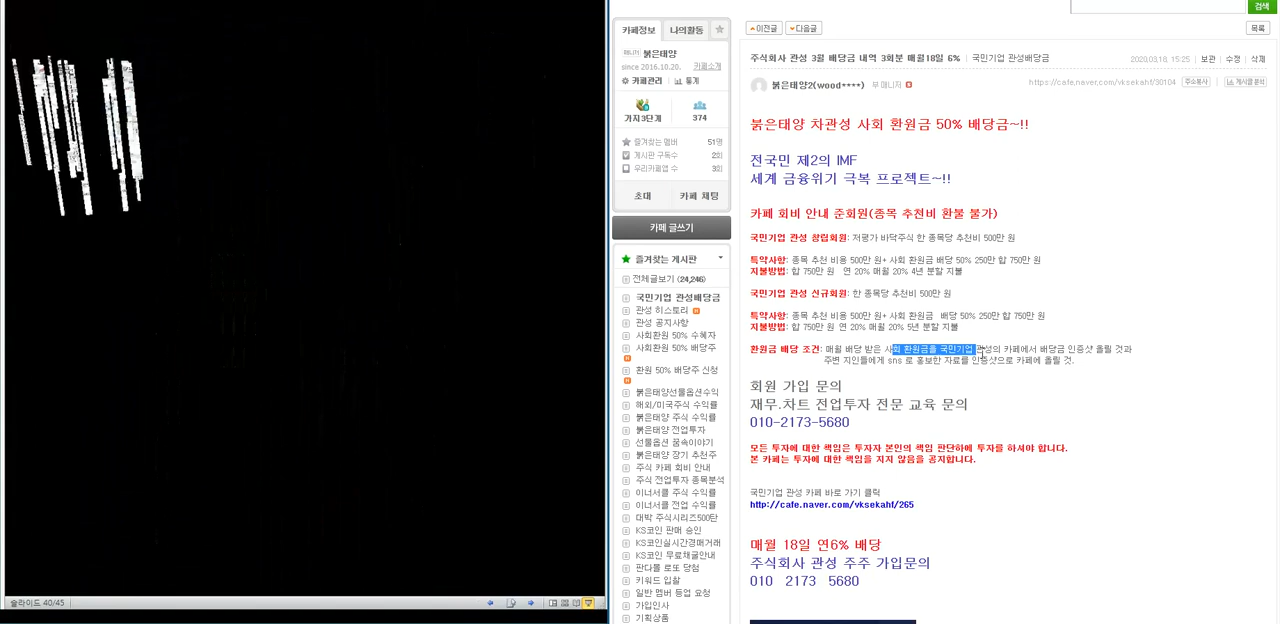 검색
카페정보 나의활동
매니저 붉은태양
since 2016.10.20. 카페소개
카페관리 통계
가지3단계 374
즐겨찾는 멤버 51명
게시판 구독수 2회
우리카페앱 수 3회
초대 카페 채팅
카페 글쓰기
즐겨찾는 게시판
전체글보기 (24,246)
국민기업 관성배당금
관성 히스토리
관성 공지사항
사회환원 50% 수혜자
사회환원 50% 배당주
환원 50% 배당주 신청
붉은태양선물옵션수익
해외/미국주식 수익률
붉은태양 주식 수익률
붉은태양 전업투자
선물옵션 꿈속이야기
붉은태양 장기 추천주
주식 카페 회비 안내
주식 전업투자 종목분석
이너서클 주식 수익률
이너서클 전업 수익률
대박 주식시리즈500탄
KS코인 판매 승인
KS코인실시간경매거래
KS코인 무료채굴안내
판다몰 로또 당첨
키워드 입찰
일반 멤버 등업 요청
가입인사
기획상품
이전글 다음글 목록
주식회사 관성 3월 배당금 내역 3회분 매월18일 6% | 국민기업 관성배당금 2020.03.18. 15:25 | 보관 | 수정 | 삭제
붉은태양2(wood****) 부매니저 https://cafe.naver.com/vksekahf/30104 주소복사 | 게시글 분석
붉은태양 차관성 사회 환원금 50% 배당금~!!
전국민 제2의 IMF
세계 금융위기 극복 프로젝트~!!
카페 회비 안내 준회원(종목 추천비 환불 불가)
국민기업 관성 창립회원: 저평가 바닥주식 한 종목당 추천비 500만 원
특약사항: 종목 추천 비용 500만 원+ 사회 환원금 배당 50% 250만 합 750만 원
지불방법: 합 750만 원 연 20% 매월 20% 4년 분할 지불
국민기업 관성 신규회원: 한 종목당 추천비 500만 원
특약사항: 종목 추천 비용 500만 원+ 사회 환원금 배당 50% 250만 합 750만 원
지불방법: 합 750만 원 연 20% 매월 20% 5년 분할 지불
환원금 배당 조건: 매월 배당 받은 사회 환원금을 국민기업 관성의 카페에서 배당금 인증샷 올릴 것과
주변 지인들에게 sns 로 홍보한 자료를 인증샷으로 카페에 올릴 것.
회원 가입 문의
재무.차트 전업투자 전문 교육 문의
010-2173-5680
모든 투자에 대한 책임은 투자자 본인의 책임 판단하에 투자를 하셔야 합니다.
본 카페는 투자에 대한 책임을 지지 않음을 공지합니다.
국민기업 관성 카페 바로 가기 클릭
http://cafe.naver.com/vksekahf/265
매월 18일 연6% 배당
주식회사 관성 주주 가입문의
010 2173 5680
슬라이드 40/45